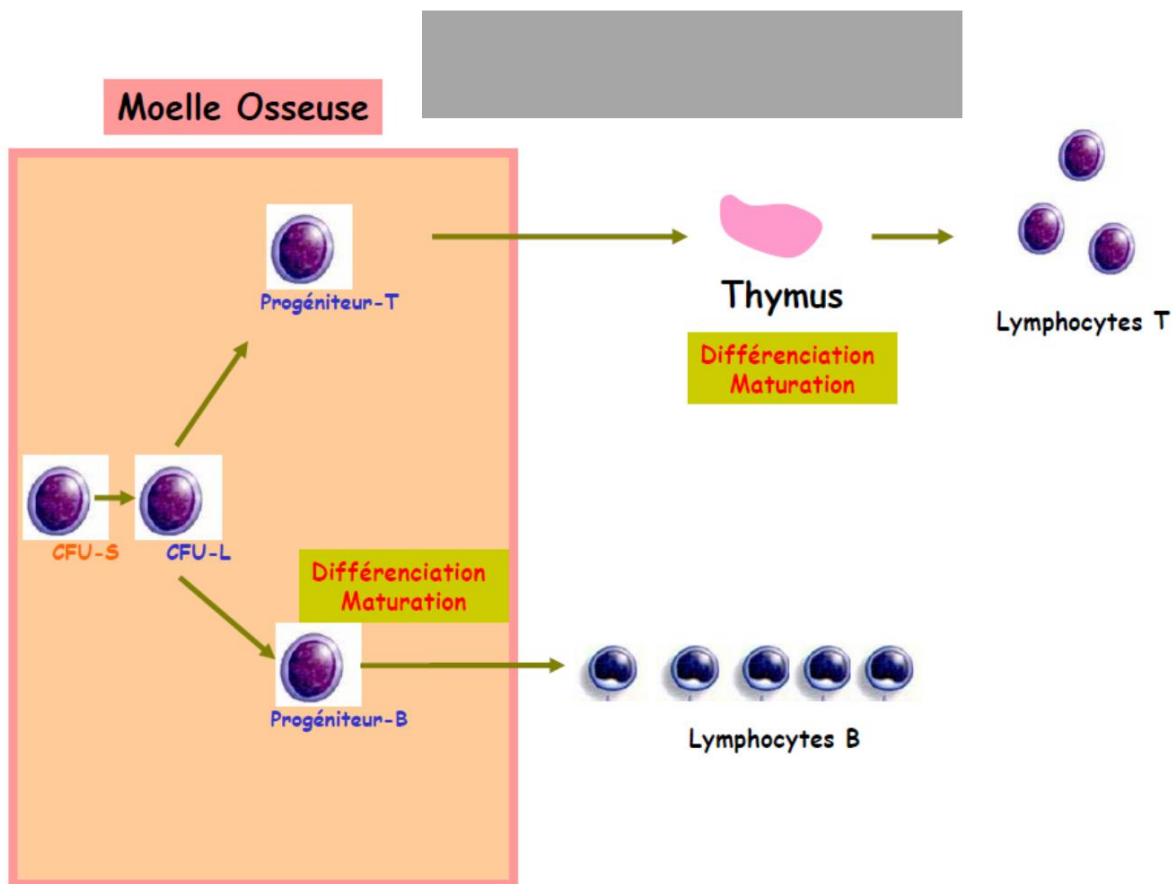 Moelle Osseuse
Progéniteur-T
Thymus
Différenciation
Maturation
Lymphocytes T
CFU-S
CFU-L
Différenciation
Maturation
Progéniteur-B
Lymphocytes B